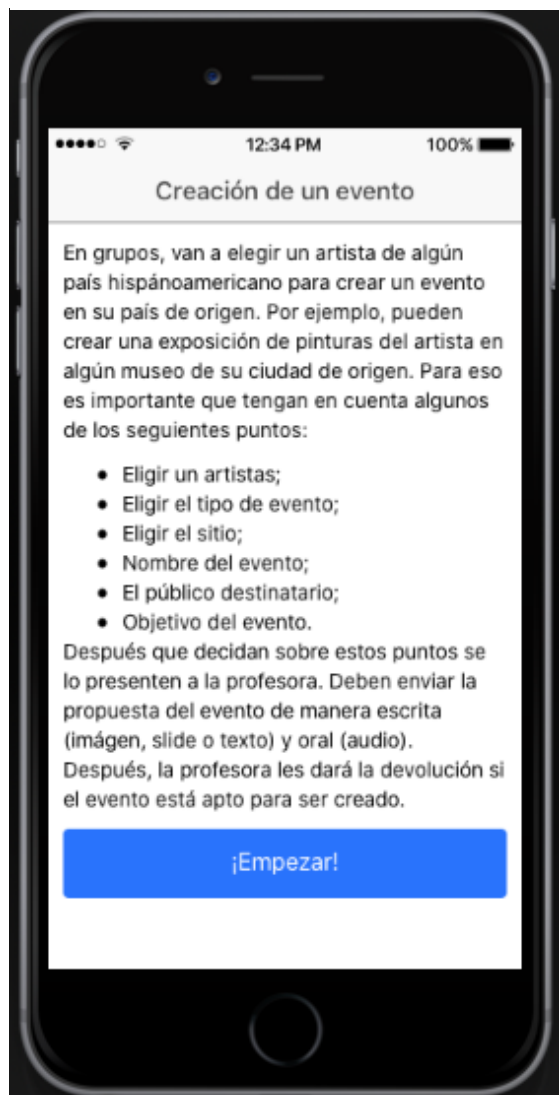 12:34 PM
100%
Creación de un evento
En grupos, van a elegir un artista de algún
país hispánoamericano para crear un evento
en su país de origen. Por ejemplo, pueden
crear una exposición de pinturas del artista en
algún museo de su ciudad de origen. Para eso
es importante que tengan en cuenta algunos
de los seguientes puntos:
• Eligir un artistas;
• Eligir el tipo de evento;
• Eligir el sitio;
• Nombre del evento;
• El público destinatario;
• Objetivo del evento.
Después que decidan sobre estos puntos se
lo presenten a la profesora. Deben enviar la
propuesta del evento de manera escrita
(imágen, slide o texto) y oral (audio).
Después, la profesora les dará la devolución si
el evento está apto para ser creado.
¡Empezar!